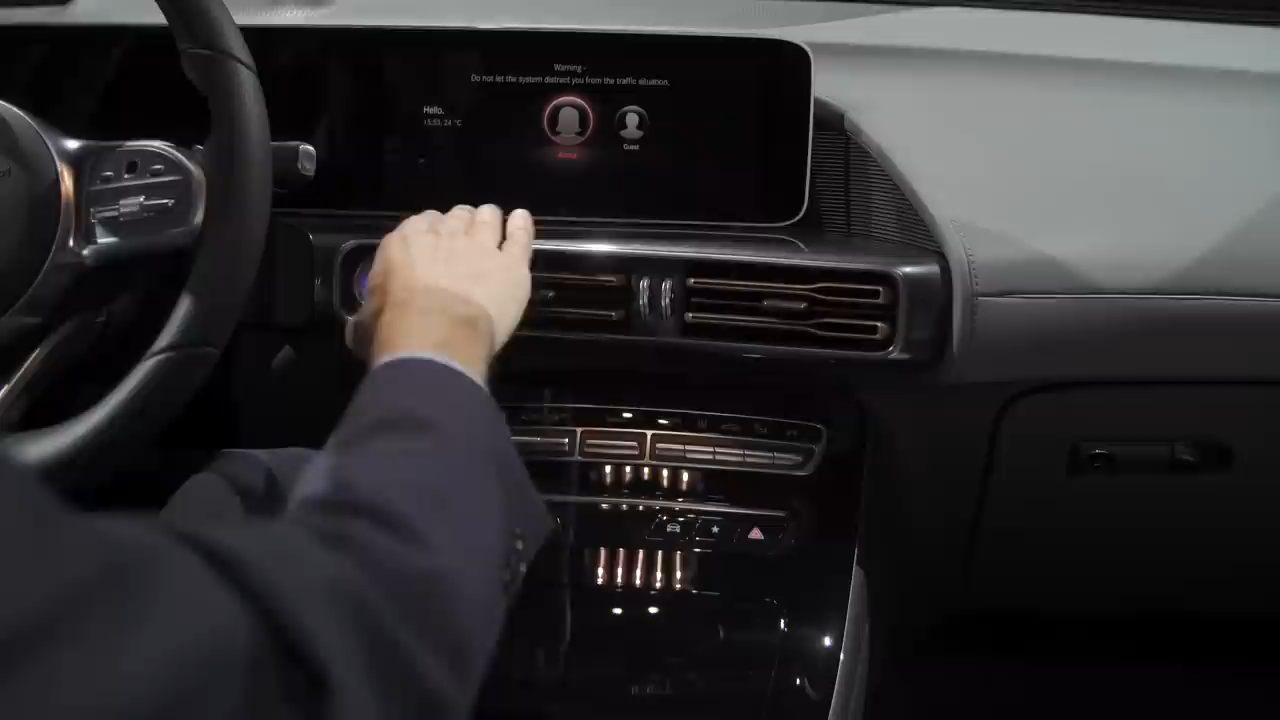 Warning -
Do not let the system distract you from the traffic situation.
Hello.
15:53, 24 °C
Guest